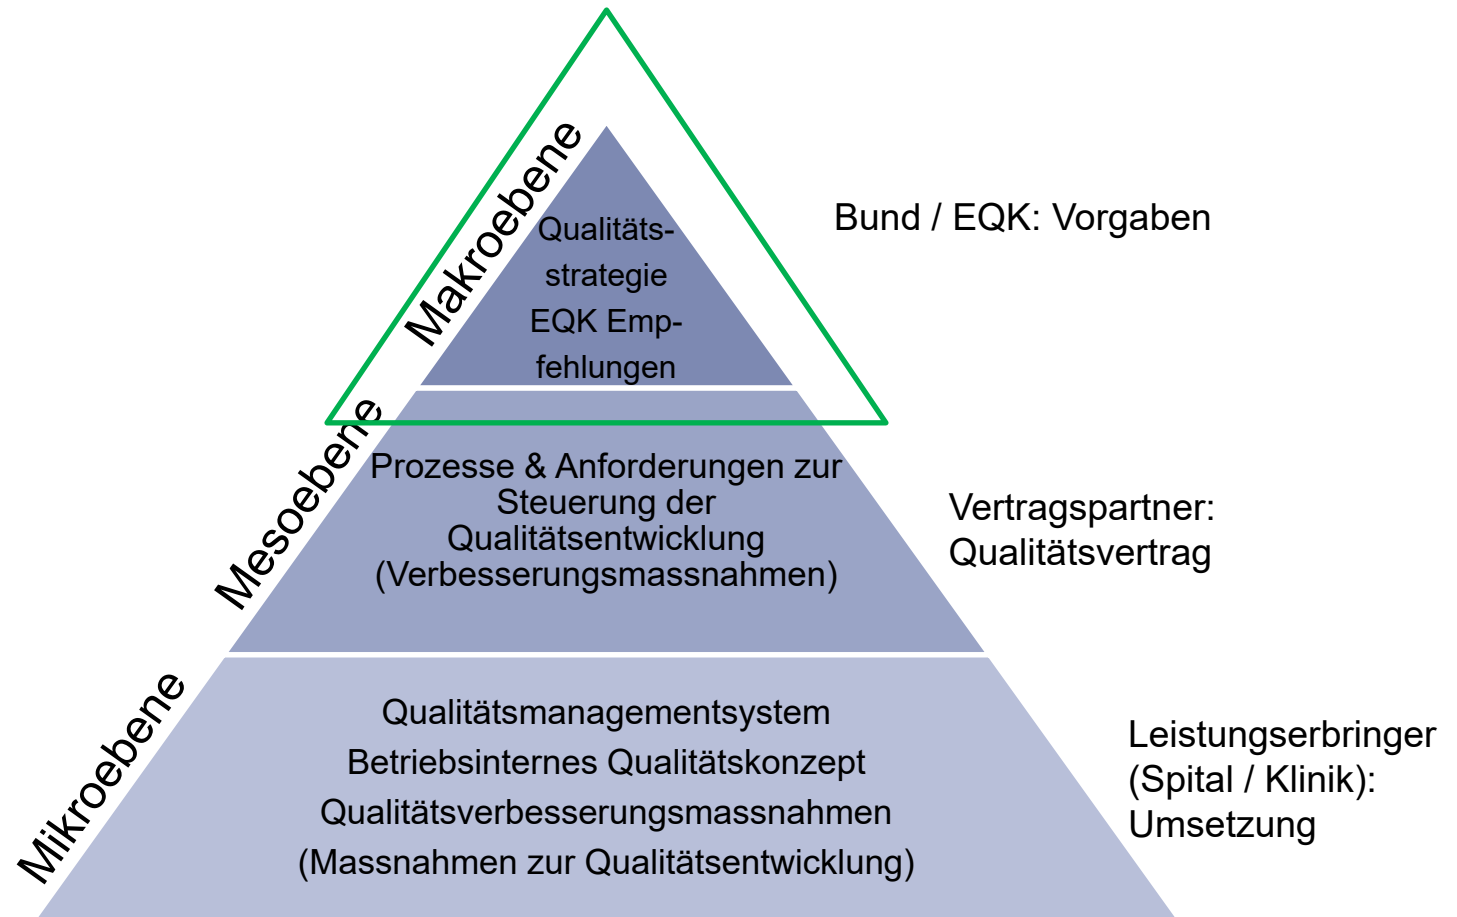 Makroebene
Qualitäts-
strategie
EQK Emp-
fehlungen
Bund / EQK: Vorgaben
Mesoebene
Prozesse & Anforderungen zur
Steuerung der
Qualitätsentwicklung
(Verbesserungsmassnahmen)
Vertragspartner:
Qualitätsvertrag
Mikroebene
Qualitätsmanagementsystem
Betriebsinternes Qualitätskonzept
Qualitätsverbesserungsmassnahmen
(Massnahmen zur Qualitätsentwicklung)
Leistungserbringer
(Spital / Klinik):
Umsetzung